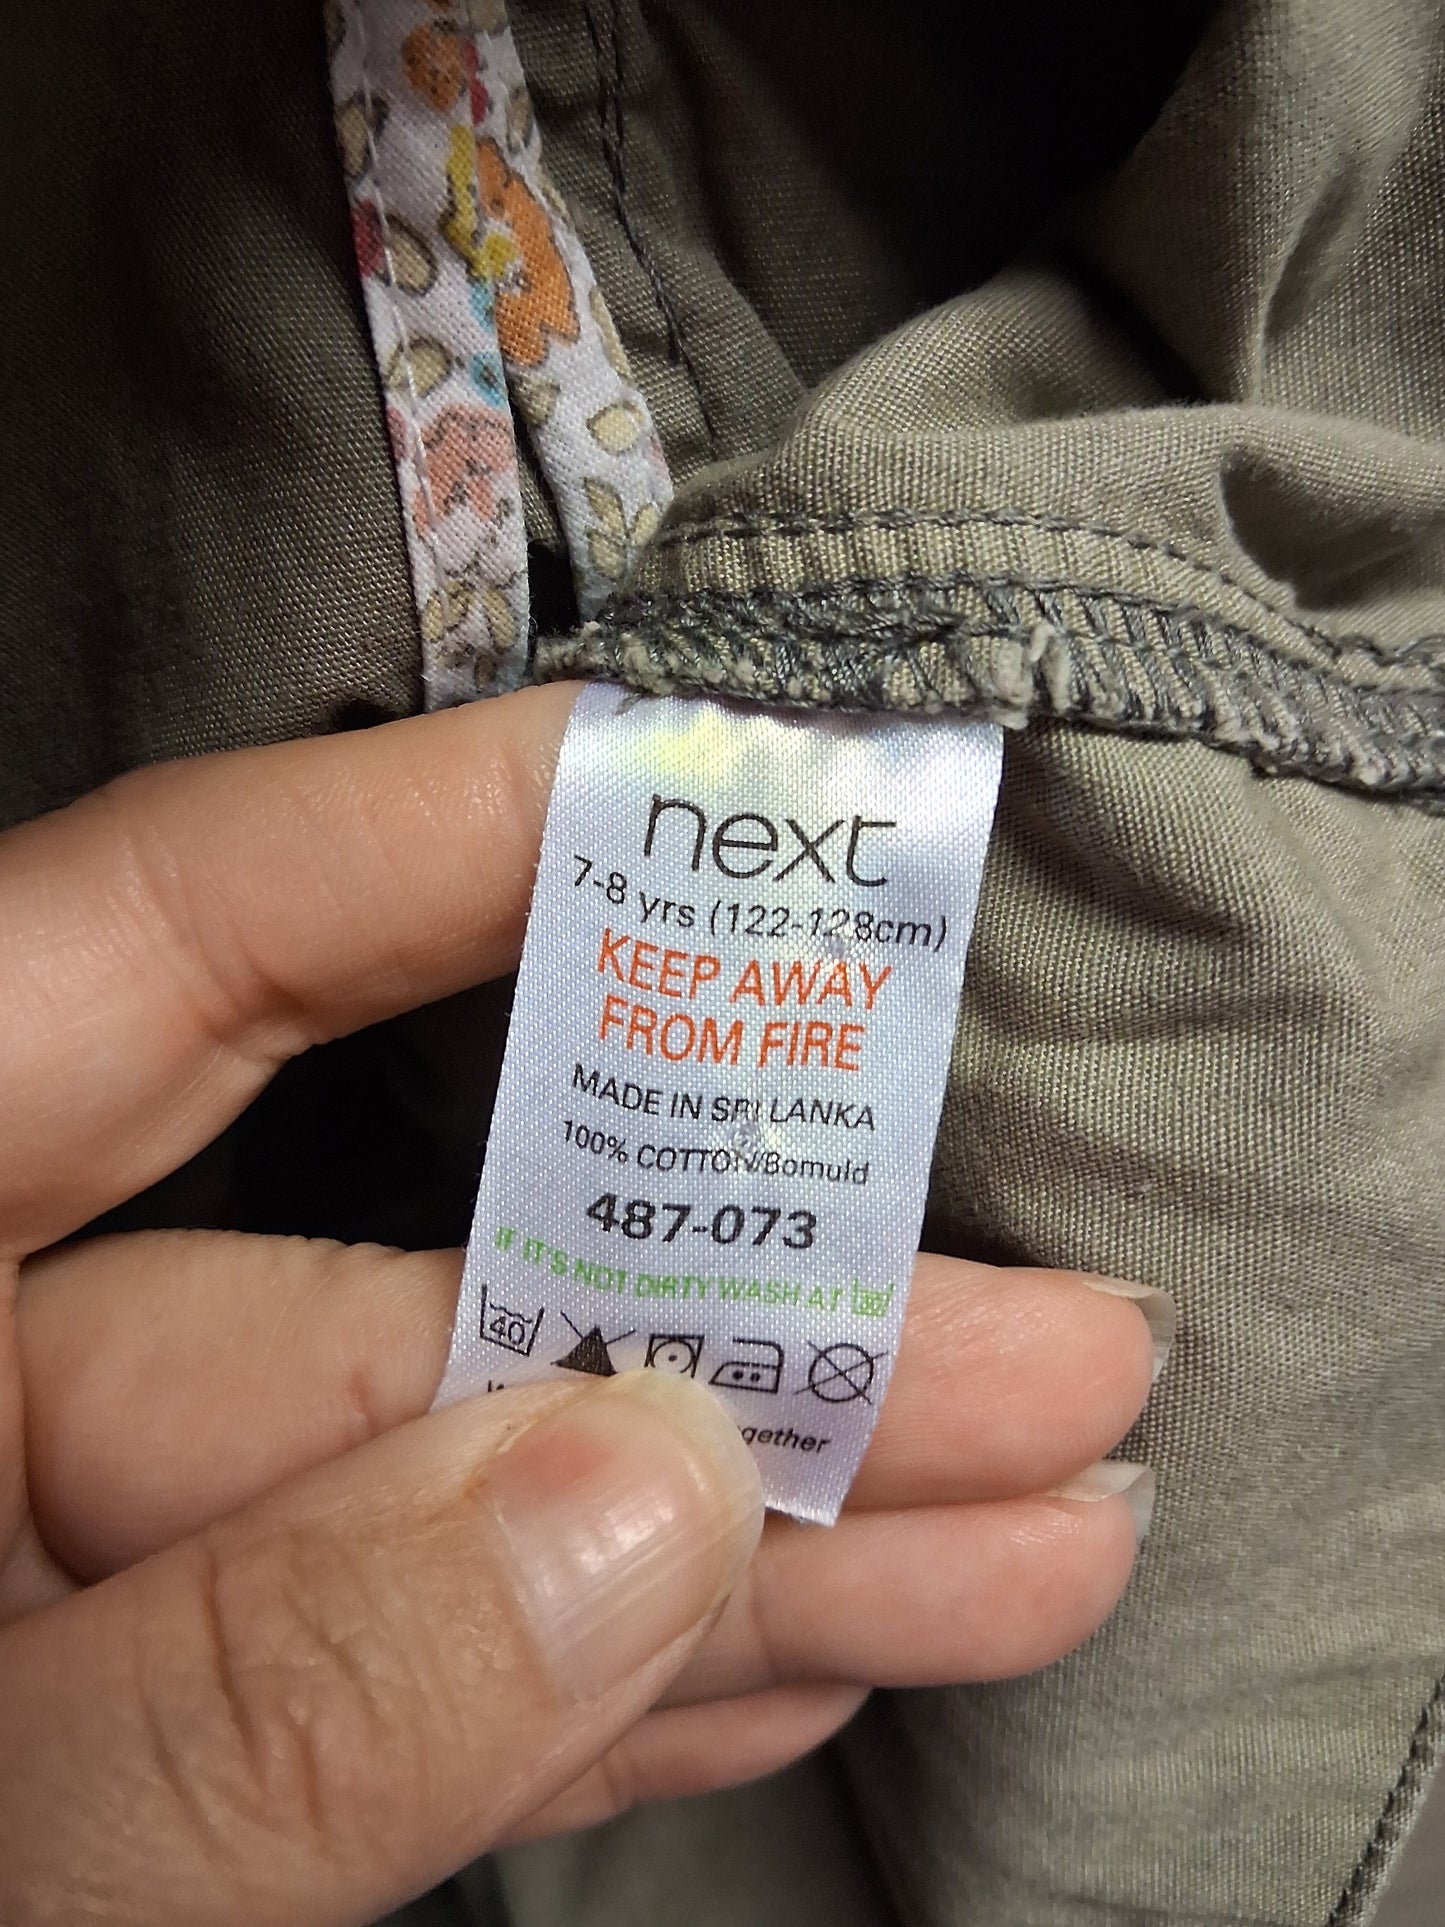 next
7-8 yrs (122-128cm)
KEEP AWAY
FROM FIRE
MADE IN SRI LANKA
100% COTTON/Bomuld
487-073
IF IT'S NOT DIRTY WASH AT 30
40